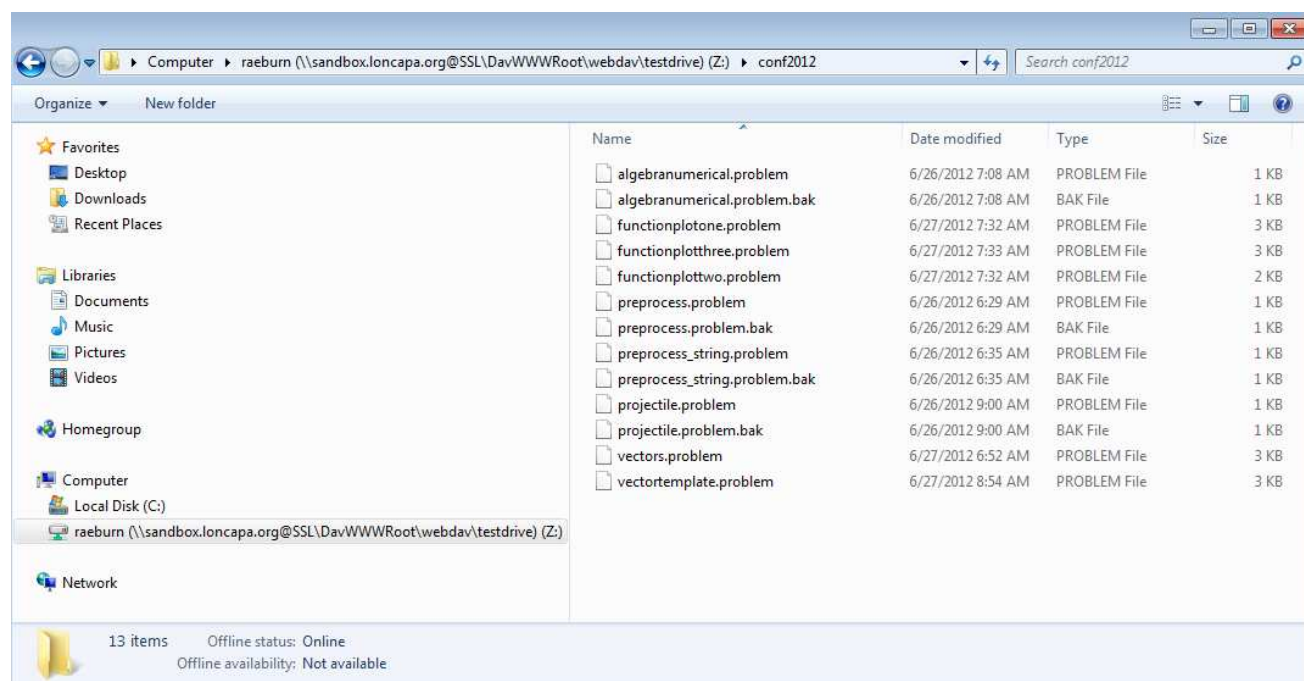 Computer ▸ raeburn (\\sandbox.loncapa.org@SSL\DavWWWRoot\webdav\testdrive) (Z:) ▸ conf2012
Search conf2012
Organize New folder
Favorites
Desktop
Downloads
Recent Places
Libraries
Documents
Music
Pictures
Videos
Homegroup
Computer
Local Disk (C:)
raeburn (\\sandbox.loncapa.org@SSL\DavWWWRoot\webdav\testdrive) (Z:)
Network
Name Date modified Type Size
algebranumerical.problem 6/26/2012 7:08 AM PROBLEM File 1 KB
algebranumerical.problem.bak 6/26/2012 7:08 AM BAK File 1 KB
functionplotone.problem 6/27/2012 7:32 AM PROBLEM File 3 KB
functionplotthree.problem 6/27/2012 7:33 AM PROBLEM File 3 KB
functionplottwo.problem 6/27/2012 7:32 AM PROBLEM File 2 KB
preprocess.problem 6/26/2012 6:29 AM PROBLEM File 1 KB
preprocess.problem.bak 6/26/2012 6:29 AM BAK File 1 KB
preprocess_string.problem 6/26/2012 6:35 AM PROBLEM File 1 KB
preprocess_string.problem.bak 6/26/2012 6:35 AM BAK File 1 KB
projectile.problem 6/26/2012 9:00 AM PROBLEM File 1 KB
projectile.problem.bak 6/26/2012 9:00 AM BAK File 1 KB
vectors.problem 6/27/2012 6:52 AM PROBLEM File 3 KB
vectortemplate.problem 6/27/2012 8:54 AM PROBLEM File 3 KB
13 items Offline status: Online
Offline availability: Not available